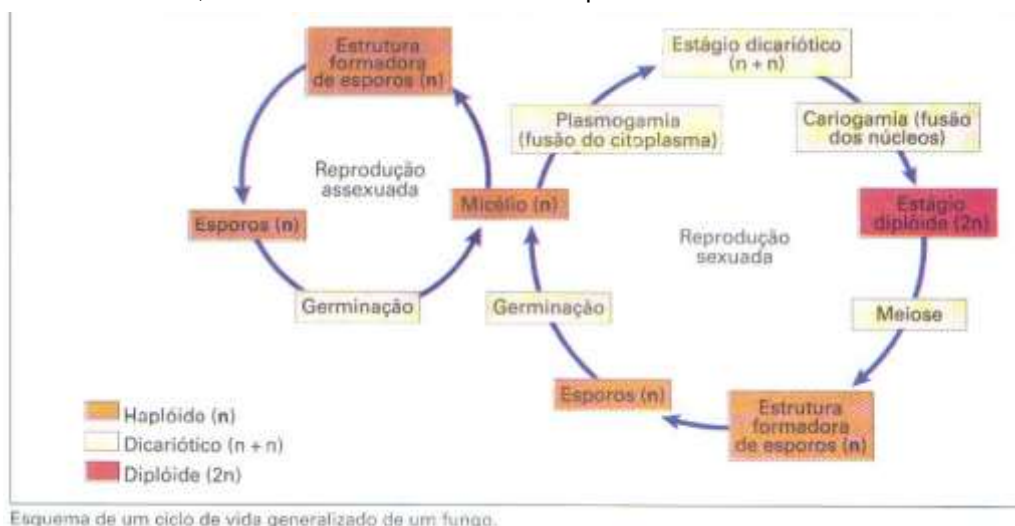 Estrutura
formadora
de esporos (n)
Reprodução
assexuada
Esporos (n)
Germinação
Micélio (n)
Plasmogamia
(fusão do citoplasma)
Estágio dicariótico
(n + n)
Cariogamia (fusão
dos núcleos)
Estágio
diplóide (2n)
Reprodução
sexuada
Meiose
Estrutura
formadora
de esporos (n)
Esporos (n)
Germinação
Haplóide (n)
Dicariótico (n + n)
Diplóide (2n)
Esquema de um ciclo de vida generalizado de um fungo.